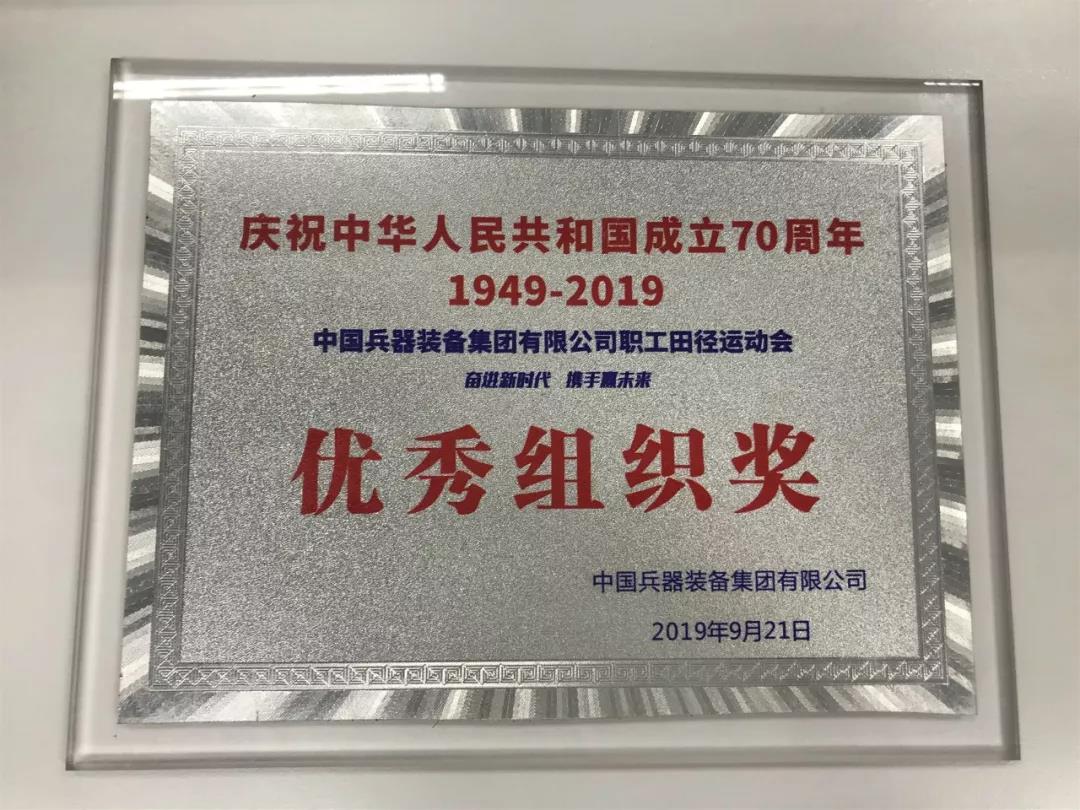 庆祝中华人民共和国成立70周年
1949-2019
中国兵器装备集团有限公司职工田径运动会
奋进新时代 携手赢未来
优秀组织奖
中国兵器装备集团有限公司
2019年9月21日